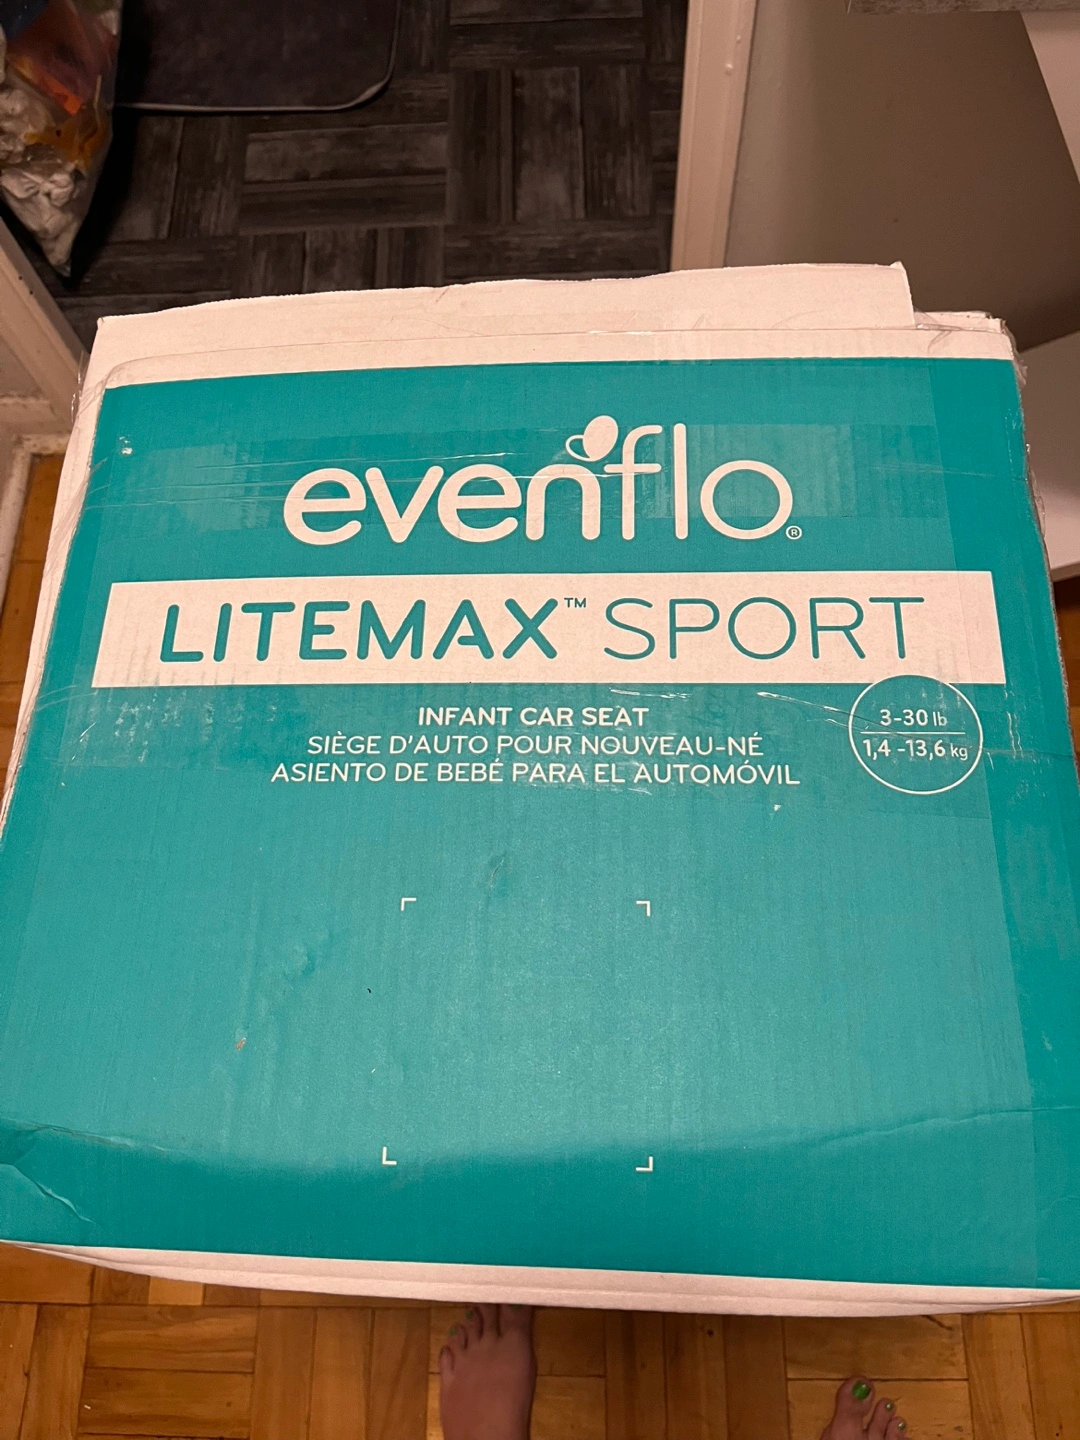 evenflo®
LITEMAX™ SPORT
INFANT CAR SEAT
SIÈGE D'AUTO POUR NOUVEAU-NÉ
ASIENTO DE BEBÉ PARA EL AUTOMÓVIL
3-30 lb
1,4 -13,6 kg